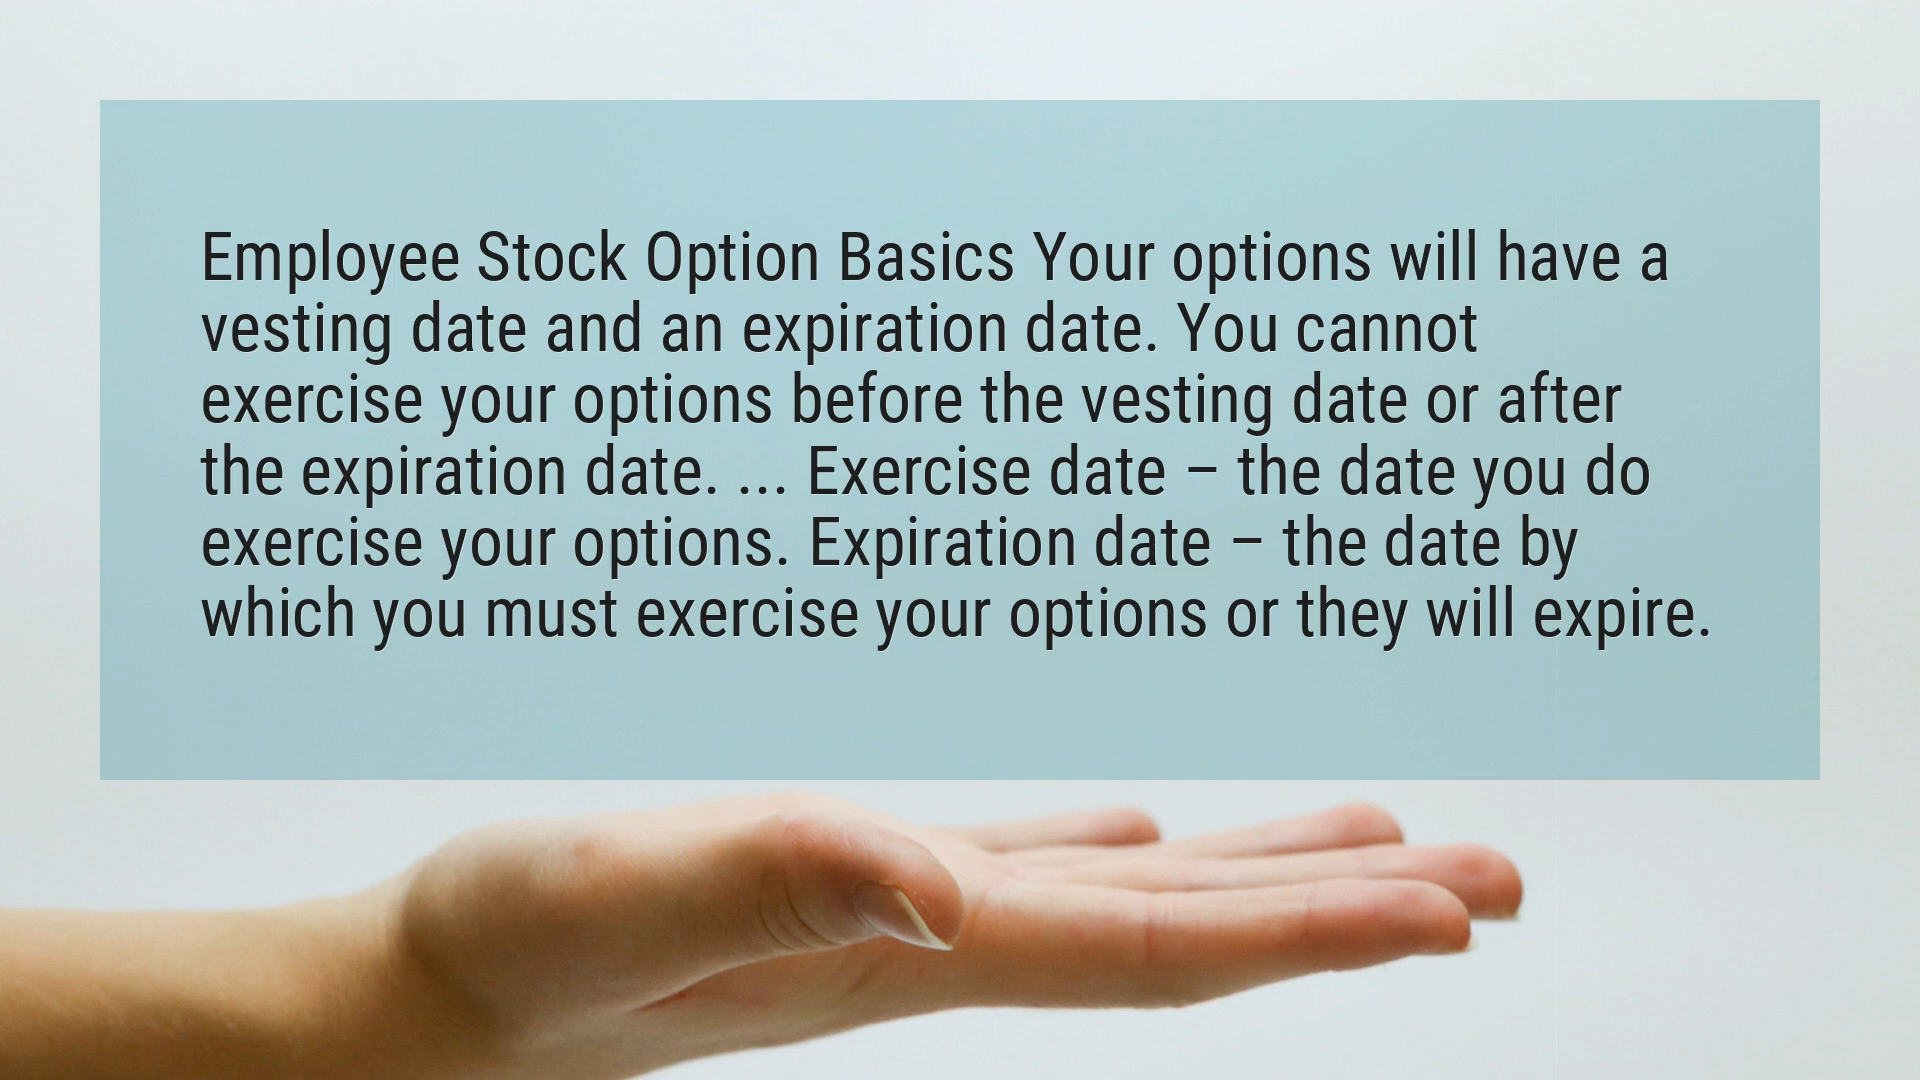 Employee Stock Option Basics Your options will have a
vesting date and an expiration date. You cannot
exercise your options before the vesting date or after
the expiration date. ... Exercise date – the date you do
exercise your options. Expiration date – the date by
which you must exercise your options or they will expire.